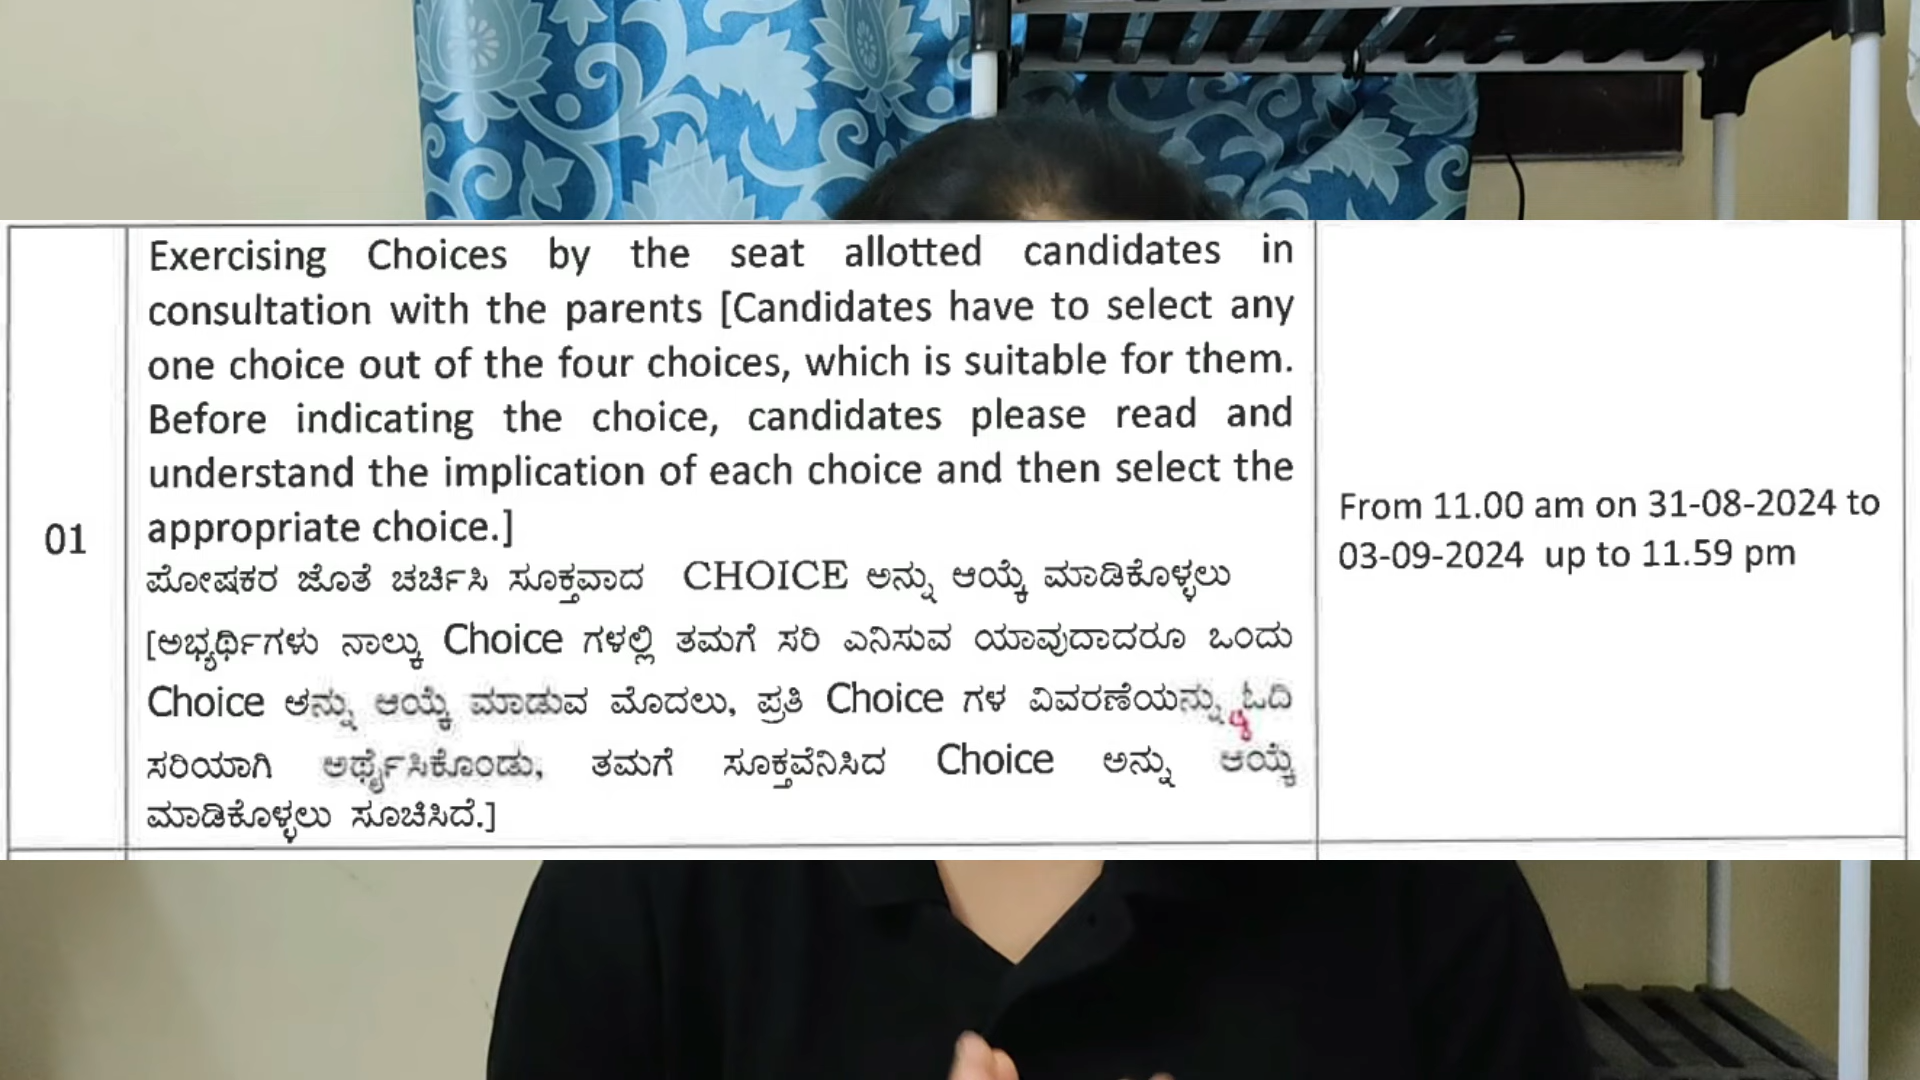 Exercising Choices by the seat allotted candidates in
consultation with the parents [Candidates have to select any
one choice out of the four choices, which is suitable for them.
Before indicating the choice, candidates please read and
understand the implication of each choice and then select the
appropriate choice.]
01
ಪೋಷಕರ ಜೊತೆ ಚರ್ಚಿಸಿ ಸೂಕ್ತವಾದ CHOICE ಅನ್ನು ಆಯ್ಕೆ ಮಾಡಿಕೊಳ್ಳಲು
[ಅಭ್ಯರ್ಥಿಗಳು ನಾಲ್ಕು Choice ಗಳಲ್ಲಿ ತಮಗೆ ಸರಿ ಎನಿಸುವ ಯಾವುದಾದರೂ ಒಂದು
Choice ಅನ್ನು ಆಯ್ಕೆ ಮಾಡುವ ಮೊದಲು, ಪ್ರತಿ Choice ಗಳ ವಿವರಣೆಯನ್ನು ಓದಿ
ಸರಿಯಾಗಿ ಅರ್ಥೈಸಿಕೊಂಡು, ತಮಗೆ ಸೂಕ್ತವೆನಿಸಿದ Choice ಅನ್ನು ಆಯ್ಕೆ
ಮಾಡಿಕೊಳ್ಳಲು ಸೂಚಿಸಿದೆ.]
From 11.00 am on 31-08-2024 to
03-09-2024 up to 11.59 pm